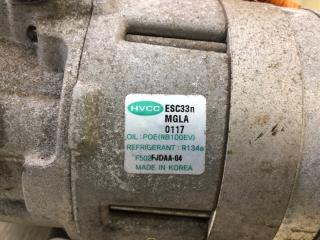 HVCC ESC33n
MGLA
0117
OIL : POE(RB100EV)
REFRIGERANT : R134a
F502FJDAA-04
MADE IN KOREA